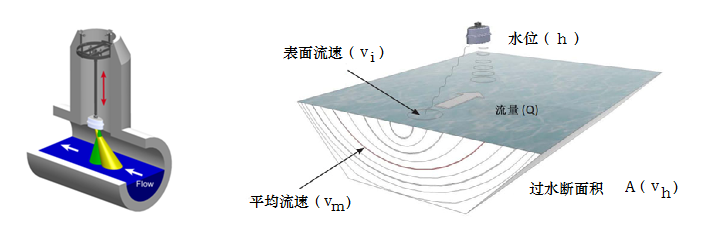 Flow
表面流速（vi）
水位（h）
流量(Q)
平均流速（vm）
过水断面积 A(vh)